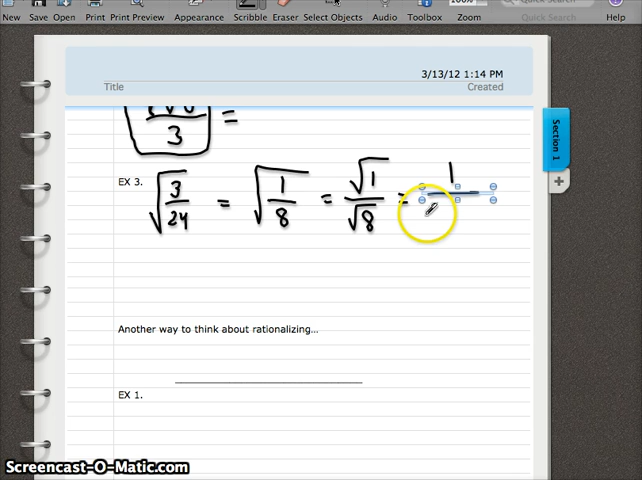 New Save Open Print Print Preview Appearance Scribble Eraser Select Objects Audio Toolbox Zoom Quick Search Help
3/13/12 1:14 PM
Title Created
3 =
EX 3. √3/24 = √1/8 = √1/√8 = 1
Section 1
Another way to think about rationalizing...
EX 1.
Screencast-O-Matic.com